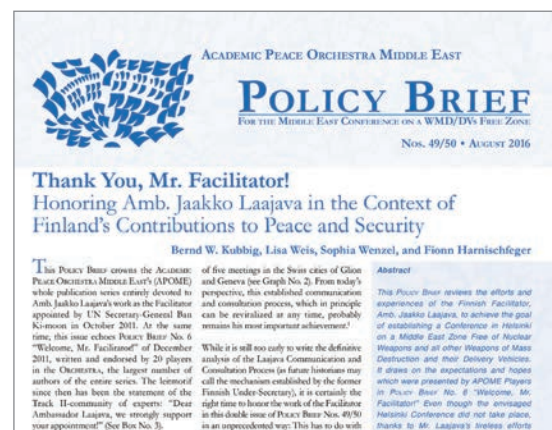 ACADEMIC PEACE ORCHESTRA MIDDLE EAST
POLICY BRIEF
FOR THE MIDDLE EAST CONFERENCE ON A WMD/DVS FREE ZONE
NOS. 49/50 • AUGUST 2016
Thank You, Mr. Facilitator!
Honoring Amb. Jaakko Laajava in the Context of
Finland's Contributions to Peace and Security
Bernd W. Kubbig, Lisa Weis, Sophia Wenzel, and Fionn Harnischfeger
This POLICY BRIEF crowns the ACADEMIC
PEACE ORCHESTRA MIDDLE EAST's (APOME)
whole publication series entirely devoted to
Amb. Jaakko Laajava's work as the Facilitator
appointed by UN Secretary-General Ban
Ki-moon in October 2011. At the same
time, this issue echoes POLICY BRIEF No. 6
"Welcome, Mr. Facilitator!" of December
2011, written and endorsed by 20 players
in the ORCHESTRA, the largest number of
authors of the entire series. The leitmotif
since then has been the statement of the
Track II-community of experts: "Dear
Ambassador Laajava, we strongly support
your appointment!" (See Box No. 3).
of five meetings in the Swiss cities of Glion
and Geneva (see Graph No. 2). From today's
perspective, this established communication
and consultation process, which in principle
can be revitalized at any time, probably
remains his most important achievement.¹
While it is still too early to write the definitive
analysis of the Laajava Communication and
Consultation Process (as future historians may
call the mechanism established by the former
Finnish Under-Secretary), it is certainly the
right time to honor the work of the Facilitator
in this double issue of POLICY BRIEF Nos. 49/50
in an unprecedented way: This has to do with
Abstract
This POLICY BRIEF reviews the efforts and
experiences of the Finnish Facilitator,
Amb. Jaakko Laajava, to achieve the goal
of establishing a Conference in Helsinki
on a Middle East Zone Free of Nuclear
Weapons and all other Weapons of Mass
Destruction and their Delivery Vehicles.
It draws on the expectations and hopes
which were presented by APOME Players
in POLICY BRIEF No. 6 "Welcome, Mr.
Facilitator!" Even though the envisaged
Helsinki Conference did not take place,
thanks to Mr. Laajava's tireless efforts